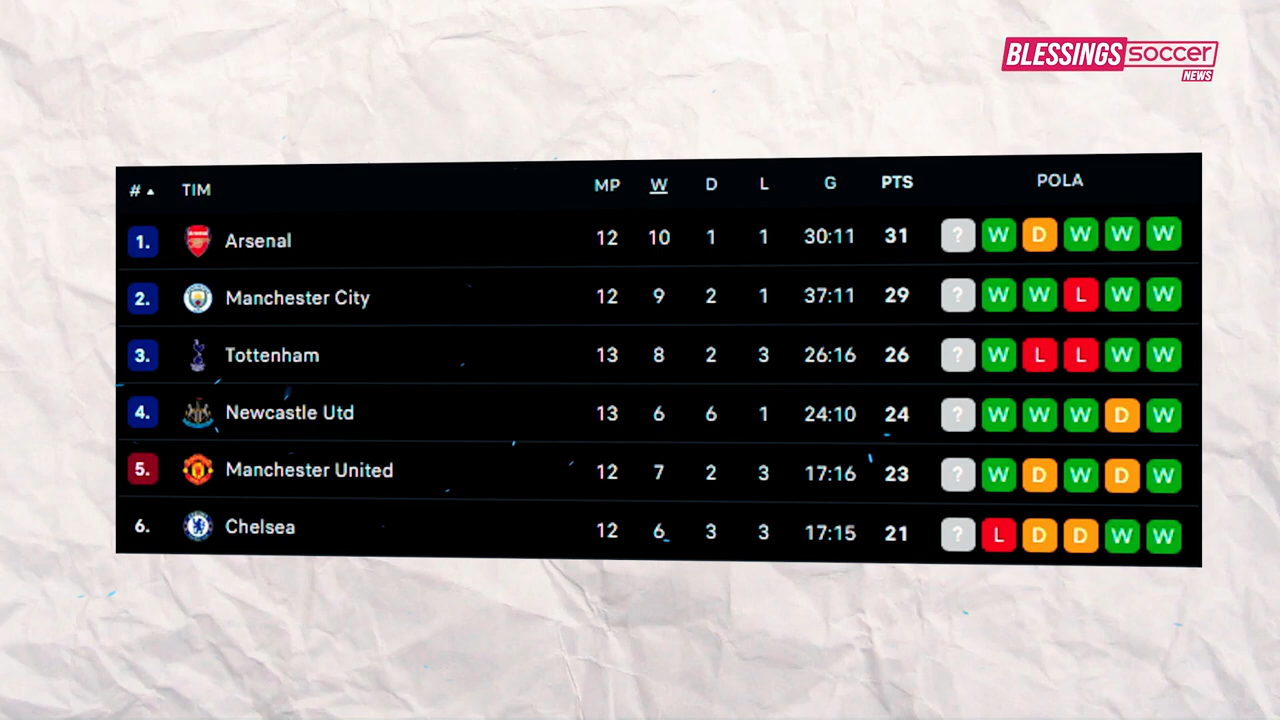 BLESSINGS soccer
NEWS
# TIM MP W D L G PTS POLA
1. Arsenal 12 10 1 1 30:11 31 ? W D W W W
2. Manchester City 12 9 2 1 37:11 29 ? W W L W W
3. Tottenham 13 8 2 3 26:16 26 ? W L L W W
4. Newcastle Utd 13 6 6 1 24:10 24 ? W W W D W
5. Manchester United 12 7 2 3 17:16 23 ? W D W D W
6. Chelsea 12 6 3 3 17:15 21 ? L D D W W